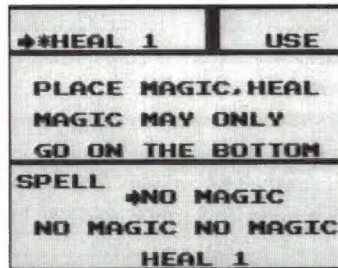 →*HEAL 1 USE
PLACE MAGIC, HEAL
MAGIC MAY ONLY
GO ON THE BOTTOM
SPELL
→NO MAGIC
NO MAGIC NO MAGIC
HEAL 1